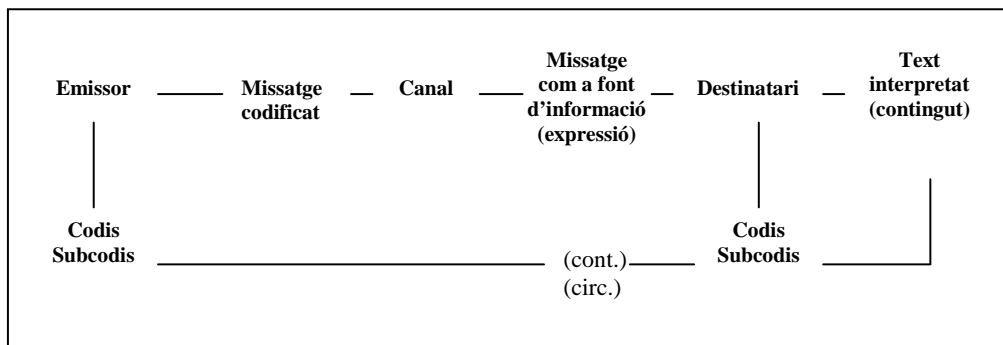 Emissor
Missatge
codificat
Canal
Missatge
com a font
d’informació
(expressió)
Destinatari
Text
interpretat
(contingut)
Codis
Subcodis
(cont.)
(circ.)
Codis
Subcodis